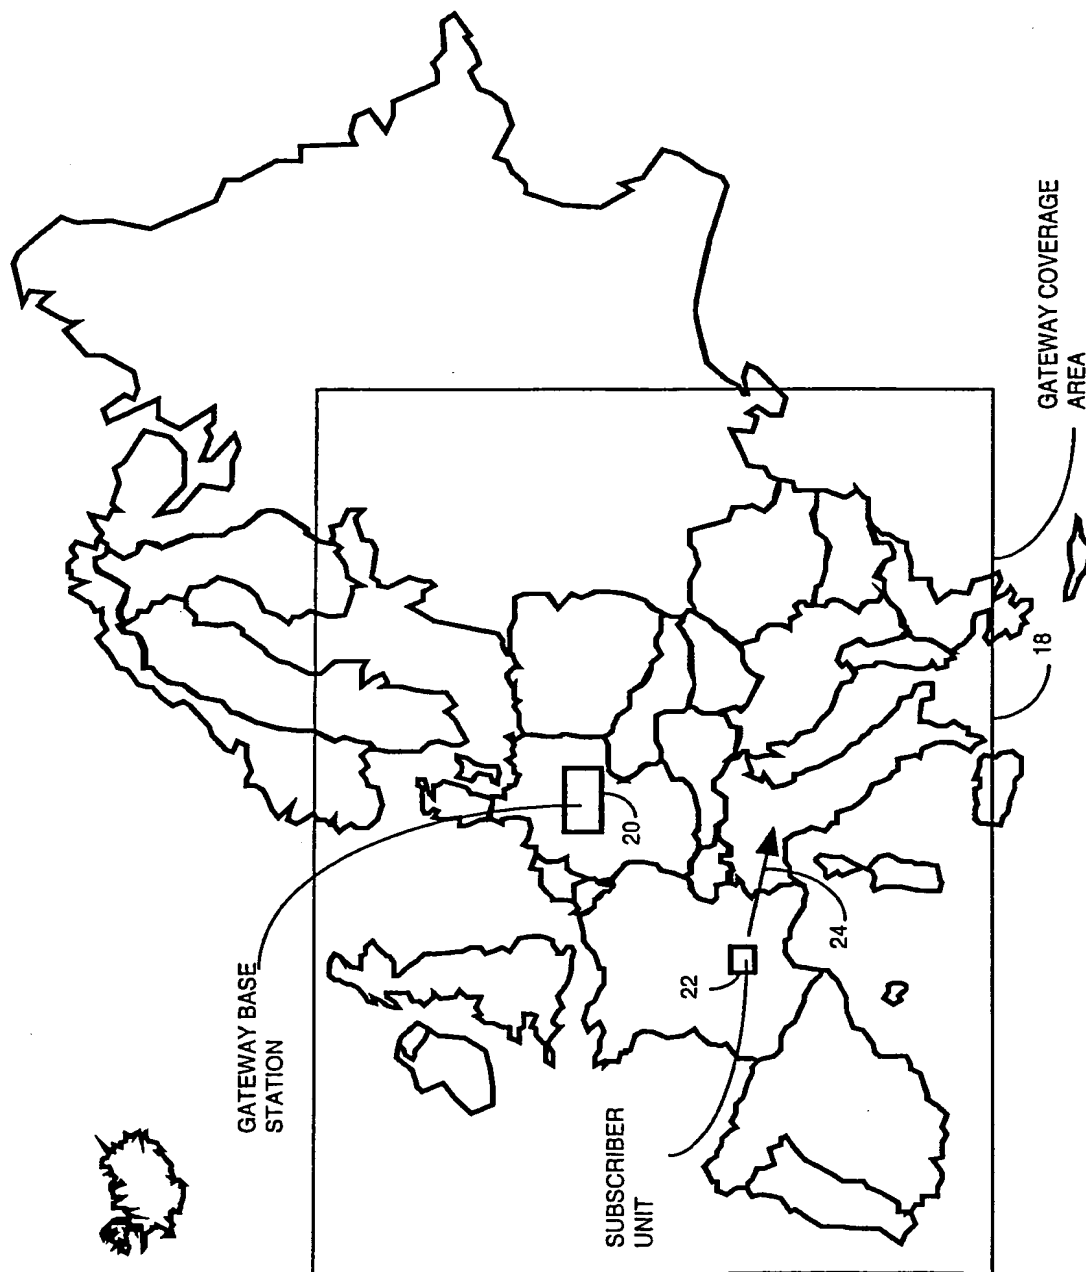 GATEWAY BASE
STATION
SUBSCRIBER
UNIT
GATEWAY COVERAGE
AREA
18
20
22
24